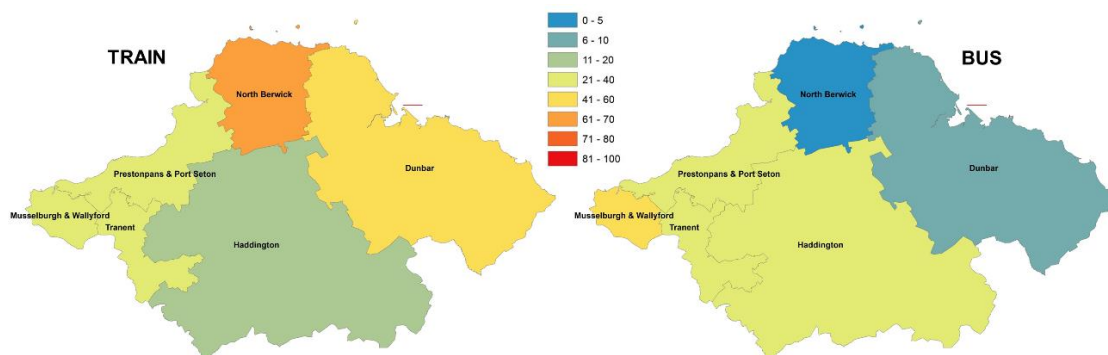 TRAIN
North Berwick
Dunbar
Prestonpans & Port Seton
Musselburgh & Wallyford
Tranent
Haddington
0 - 5
6 - 10
11 - 20
21 - 40
41 - 60
61 - 70
71 - 80
81 - 100
BUS
North Berwick
Dunbar
Prestonpans & Port Seton
Musselburgh & Wallyford
Tranent
Haddington